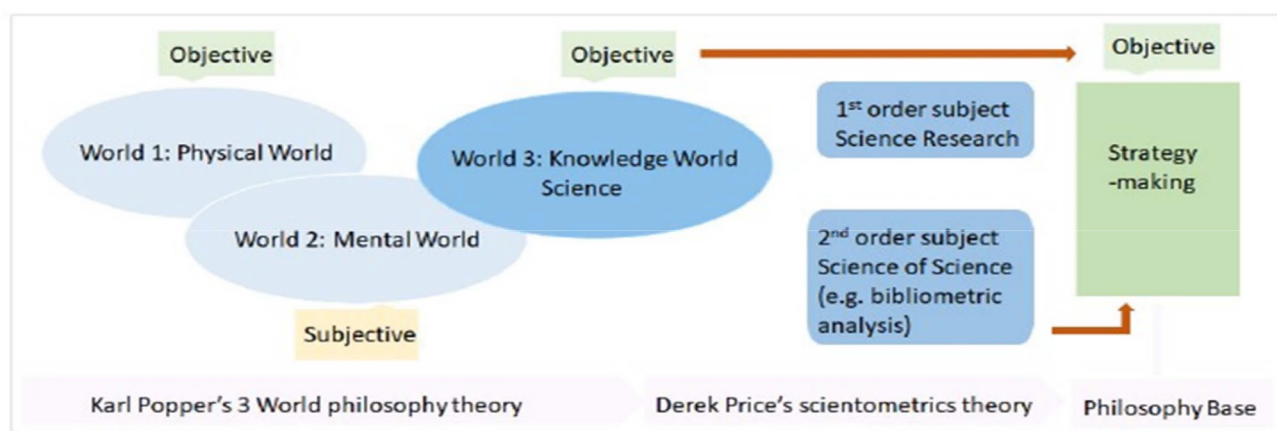 Objective
Objective
Objective
World 1: Physical World
World 2: Mental World
World 3: Knowledge World
Science
Subjective
1st order subject
Science Research
2nd order subject
Science of Science
(e.g. bibliometric
analysis)
Strategy
-making
Karl Popper's 3 World philosophy theory
Derek Price's scientometrics theory
Philosophy Base